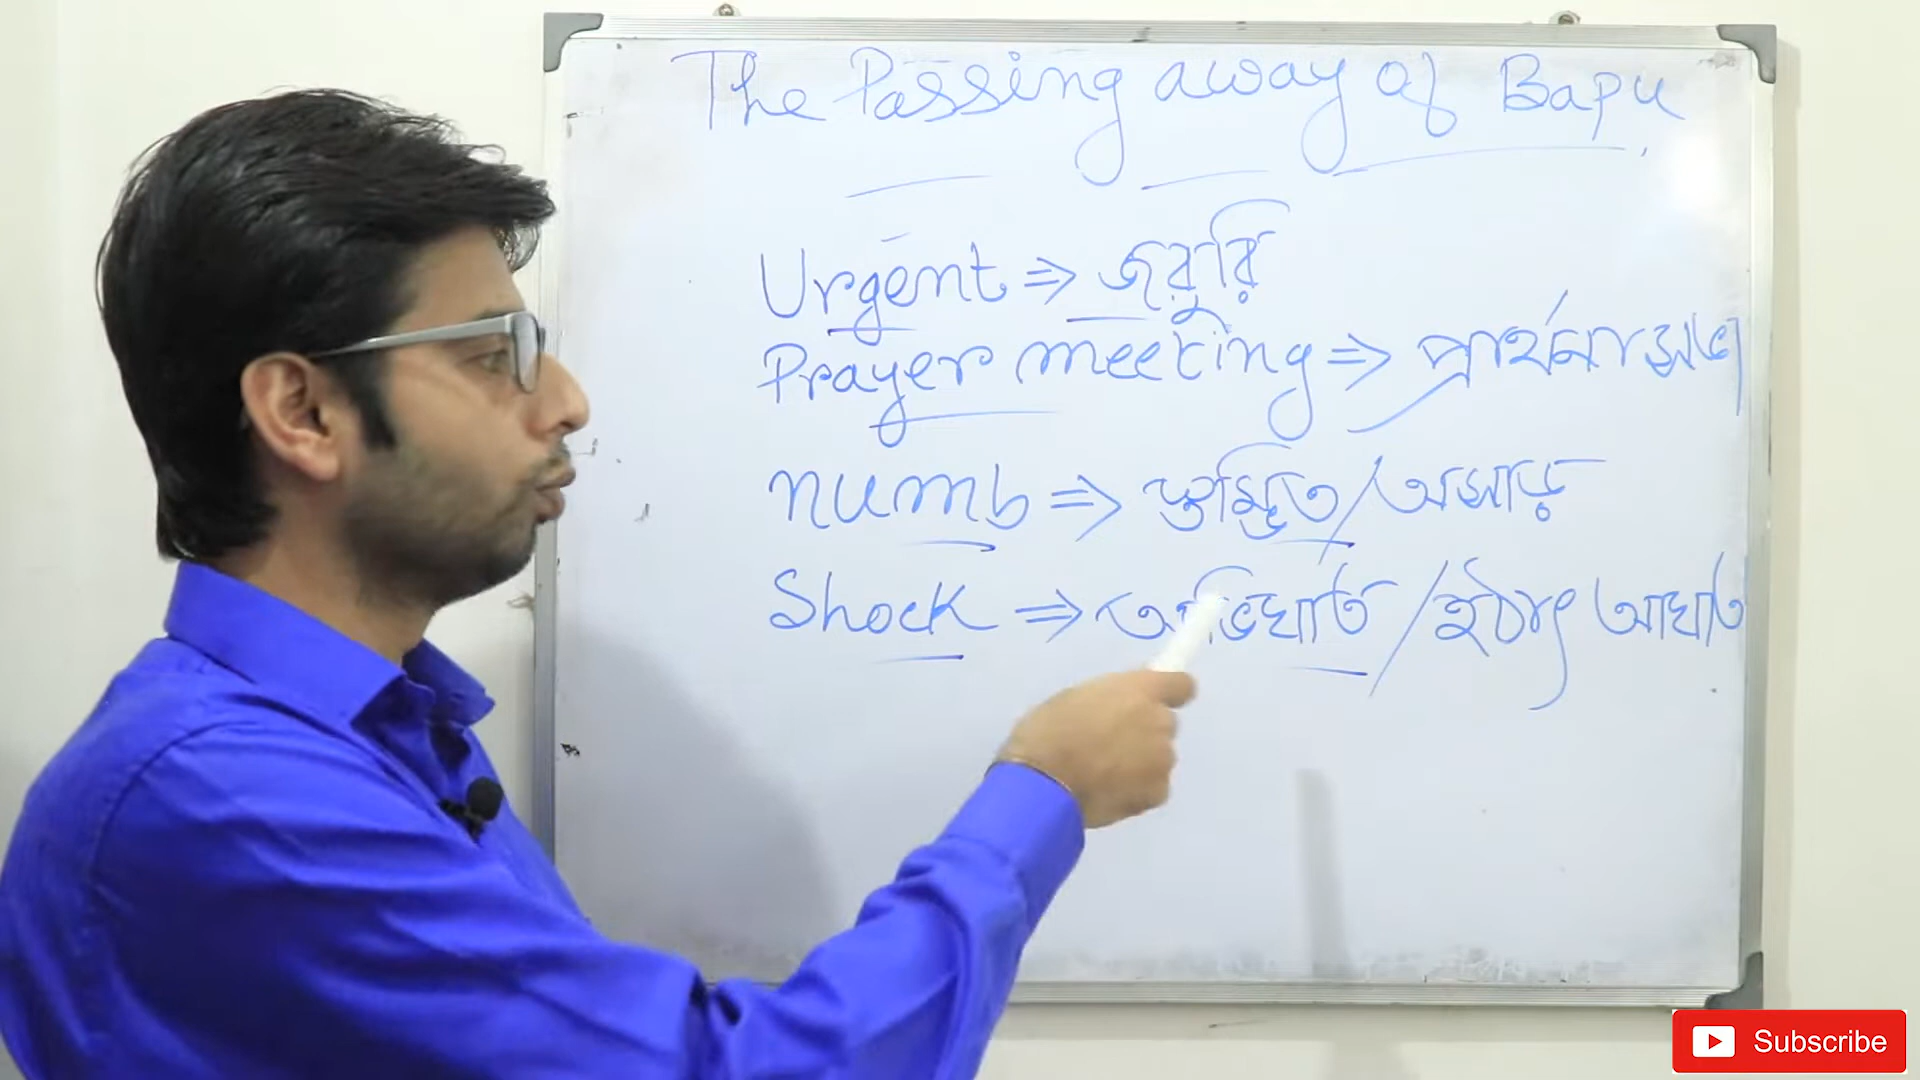 The Passing away of Bapu
Urgent ⇒ জরুরি
Prayer meeting ⇒ প্রার্থনাসভা
numb ⇒ স্তম্ভিত / অসাড়
Shock ⇒ অভিঘাত / হঠাৎ আঘাত
Subscribe